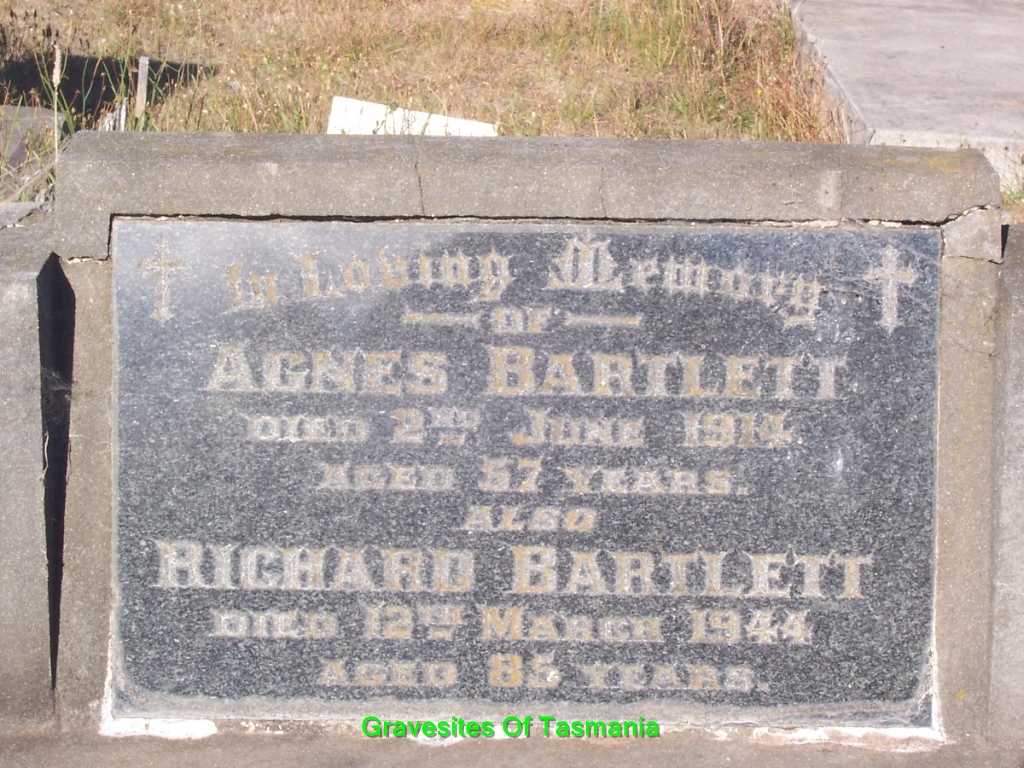 In Loving Memory
OF
AGNES BARTLETT
DIED 2ND JUNE 1914
AGED 57 YEARS.
ALSO
RICHARD BARTLETT
DIED 12TH MARCH 1944
AGED 85 YEARS.
Gravesites Of Tasmania